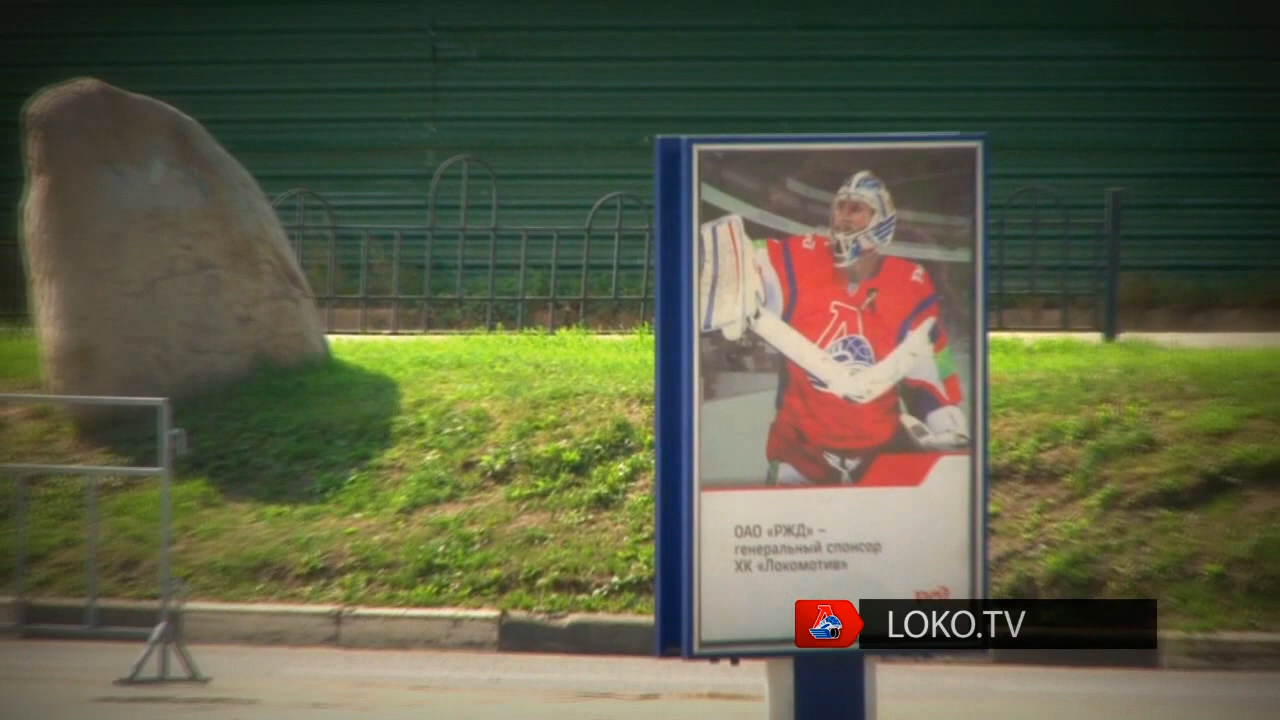 ОАО «РЖД» –
генеральный спонсор
ХК «Локомотив»
LOKO.TV